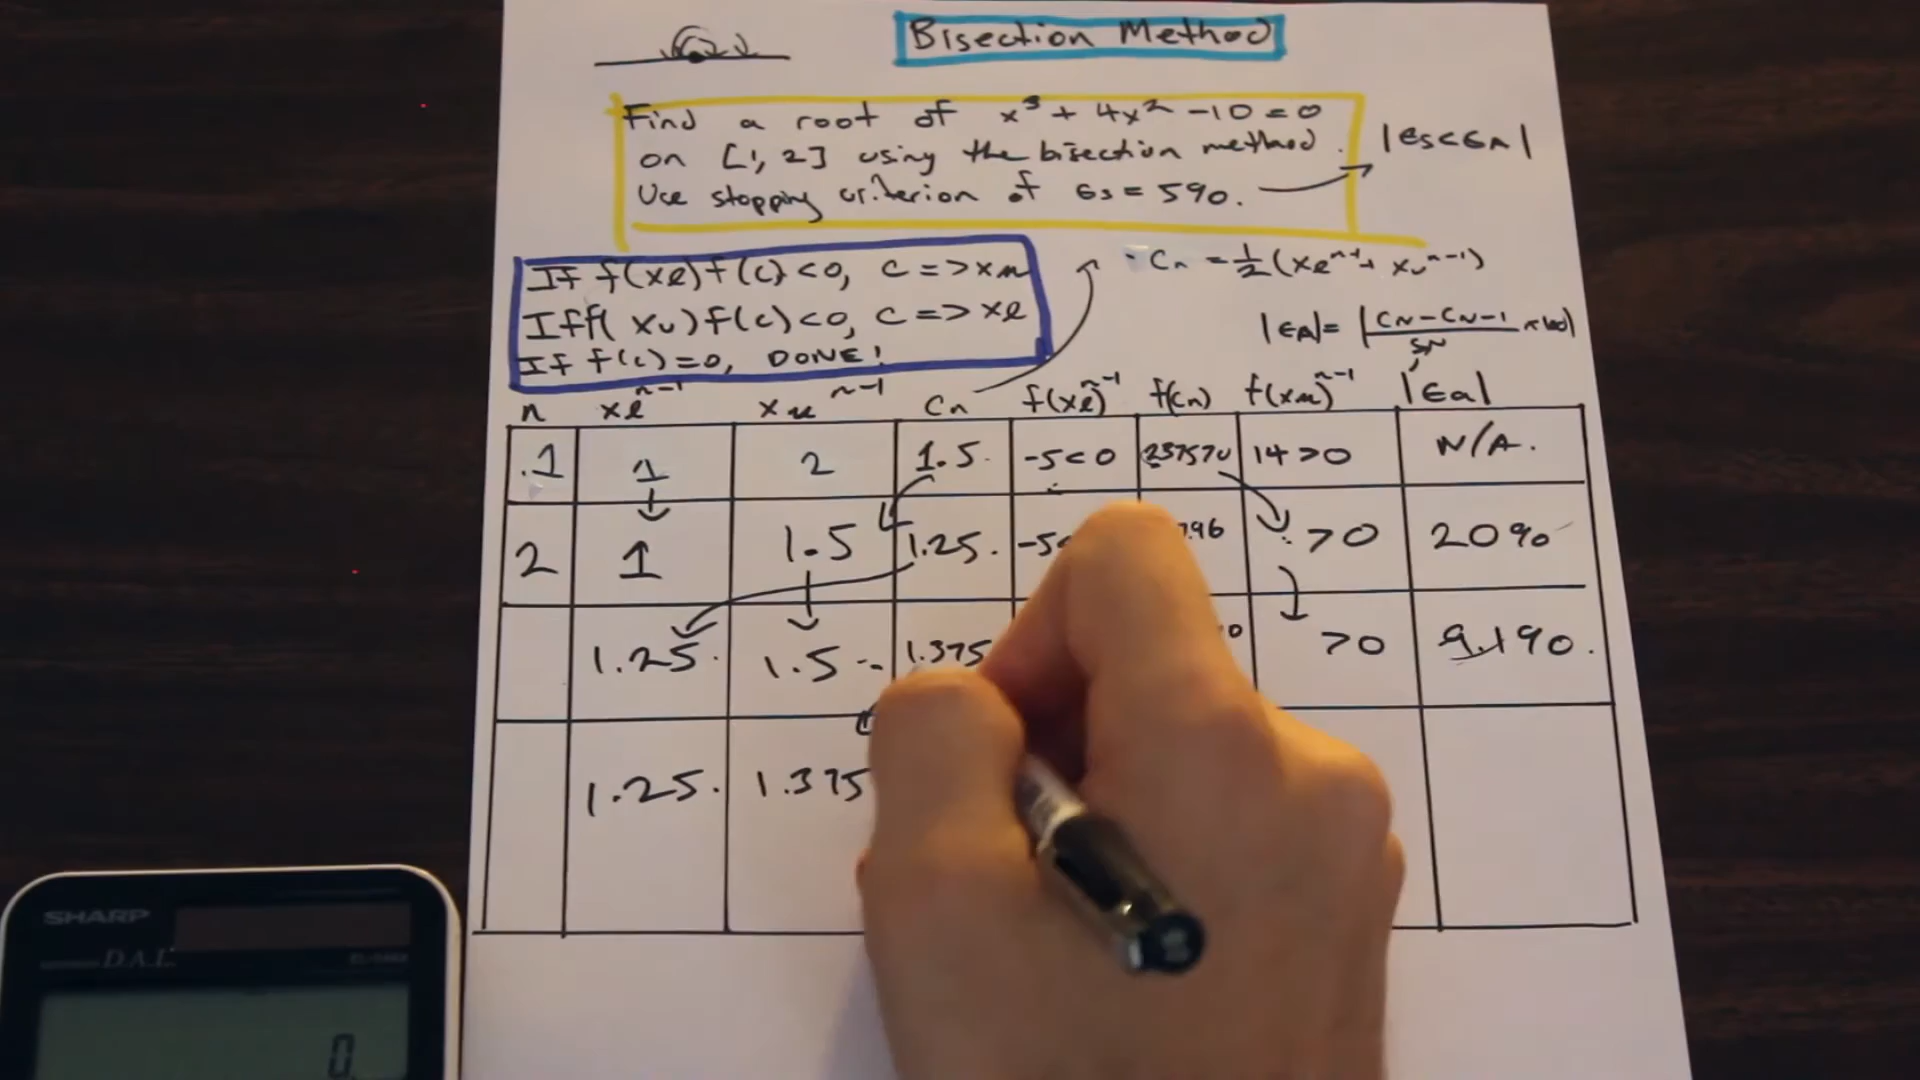 Bisection Method
Find a root of x³ + 4x² -10 = 0
on [1, 2] using the bisection method.
Use stopping criterion of εs = 5%.
|εs<εA|
If f(xl)f(c)<0, c => xu
If f(xu)f(c)<0, c => xl
If f(c)=0, DONE!
Cn = 1/2 (xl^n-1 + xu^n-1)
|εA| = |CN-CN-1 / CN × 100|
n xl^n-1 xu^n-1 Cn f(xl)^n-1 f(Cn) f(xu)^n-1 |εa|
.1 1 2 1.5 -5<0 2.375>0 14>0 N/A.
2 1 1.5 1.25. -5< .796 >0 20%
1.25. 1.5 1.375 >0 9.1%.
1.25. 1.375
SHARP
D.A.L.
0.